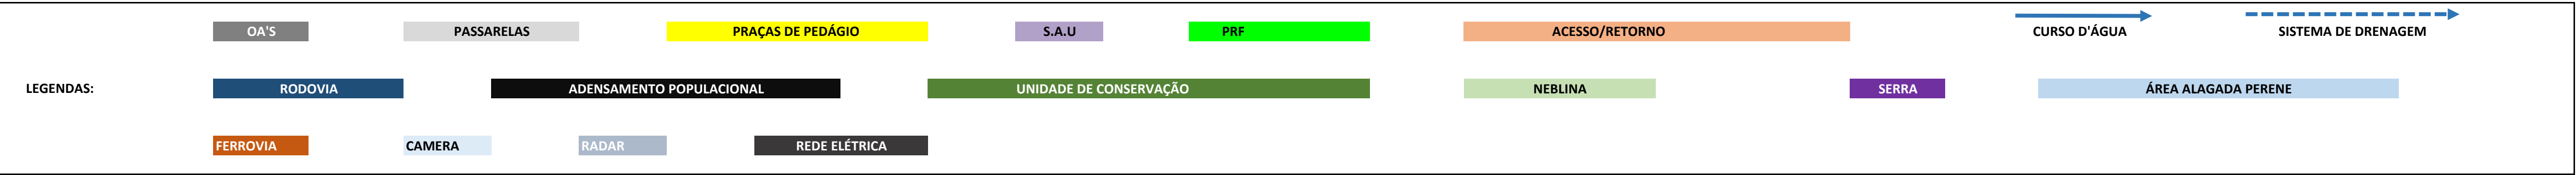 OA'S PASSARELAS PRAÇAS DE PEDÁGIO S.A.U PRF ACESSO/RETORNO CURSO D'ÁGUA SISTEMA DE DRENAGEM
LEGENDAS: RODOVIA ADENSAMENTO POPULACIONAL UNIDADE DE CONSERVAÇÃO NEBLINA SERRA ÁREA ALAGADA PERENE
FERROVIA CAMERA RADAR REDE ELÉTRICA